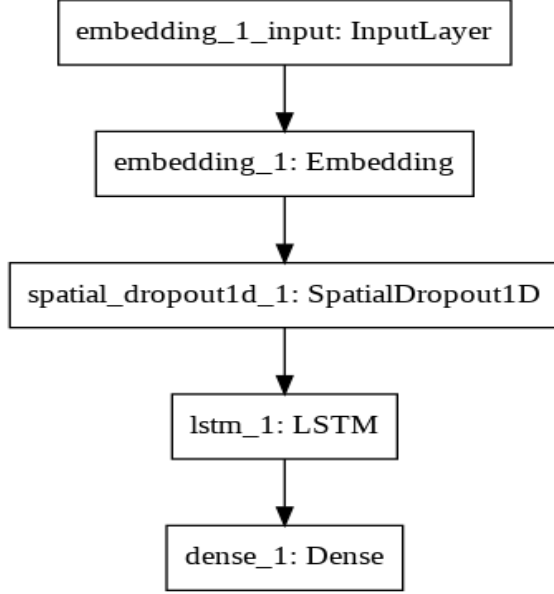 embedding_1_input: InputLayer
embedding_1: Embedding
spatial_dropout1d_1: SpatialDropout1D
lstm_1: LSTM
dense_1: Dense